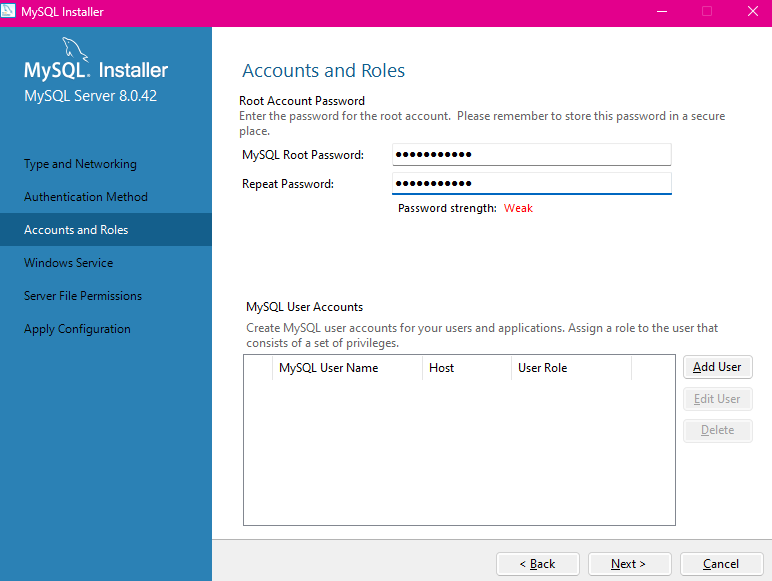 MySQL Installer
MySQL. Installer
MySQL Server 8.0.42
Type and Networking
Authentication Method
Accounts and Roles
Windows Service
Server File Permissions
Apply Configuration
Accounts and Roles
Root Account Password
Enter the password for the root account. Please remember to store this password in a secure
place.
MySQL Root Password: ●●●●●●●●●●●
Repeat Password: ●●●●●●●●●●●
Password strength: Weak
MySQL User Accounts
Create MySQL user accounts for your users and applications. Assign a role to the user that
consists of a set of privileges.
MySQL User Name Host User Role
Add User
Edit User
Delete
< Back Next > Cancel